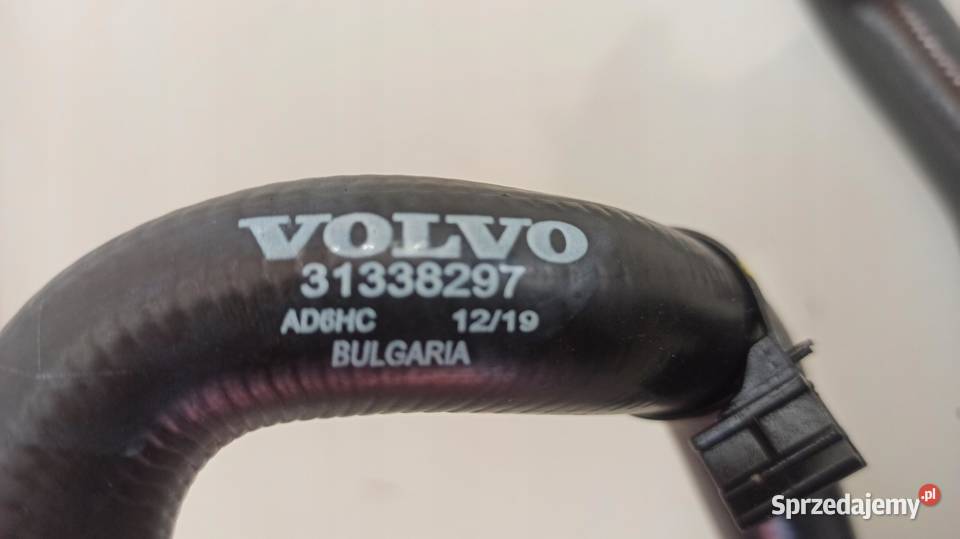 VOLVO
31338297
AD6HC 12/19
BULGARIA
Sprzedajemy.pl